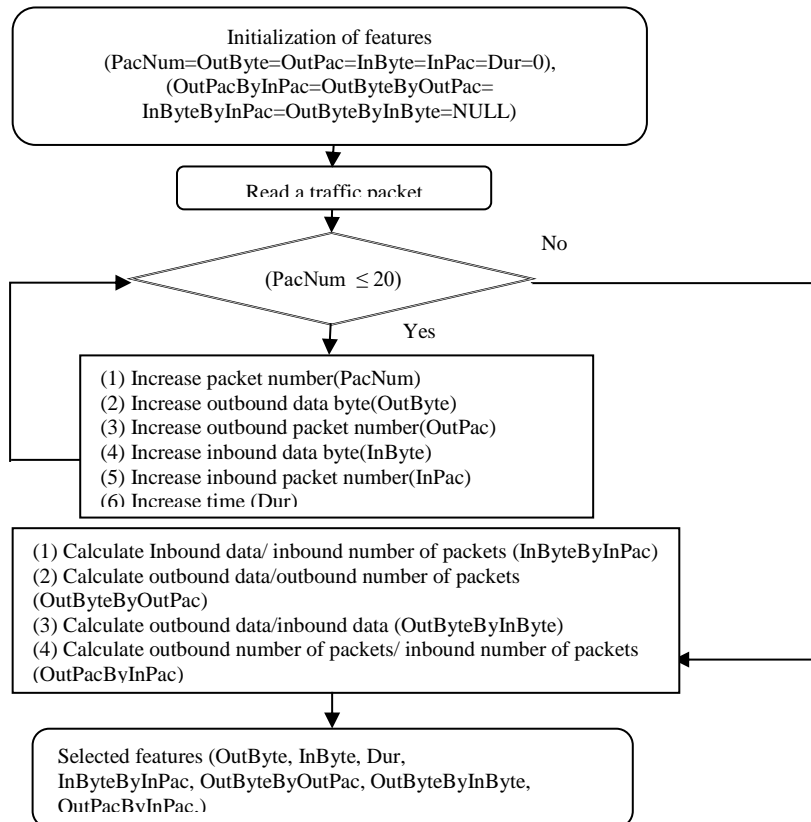 Initialization of features
(PacNum=OutByte=OutPac=InByte=InPac=Dur=0),
(OutPacByInPac=OutByteByOutPac=
InByteByInPac=OutByteByInByte=NULL)
Read a traffic packet
No
(PacNum ≤ 20)
Yes
(1) Increase packet number(PacNum)
(2) Increase outbound data byte(OutByte)
(3) Increase outbound packet number(OutPac)
(4) Increase inbound data byte(InByte)
(5) Increase inbound packet number(InPac)
(6) Increase time (Dur)
(1) Calculate Inbound data/ inbound number of packets (InByteByInPac)
(2) Calculate outbound data/outbound number of packets
(OutByteByOutPac)
(3) Calculate outbound data/inbound data (OutByteByInByte)
(4) Calculate outbound number of packets/ inbound number of packets
(OutPacByInPac)
Selected features (OutByte, InByte, Dur,
InByteByInPac, OutByteByOutPac, OutByteByInByte,
OutPacByInPac.)